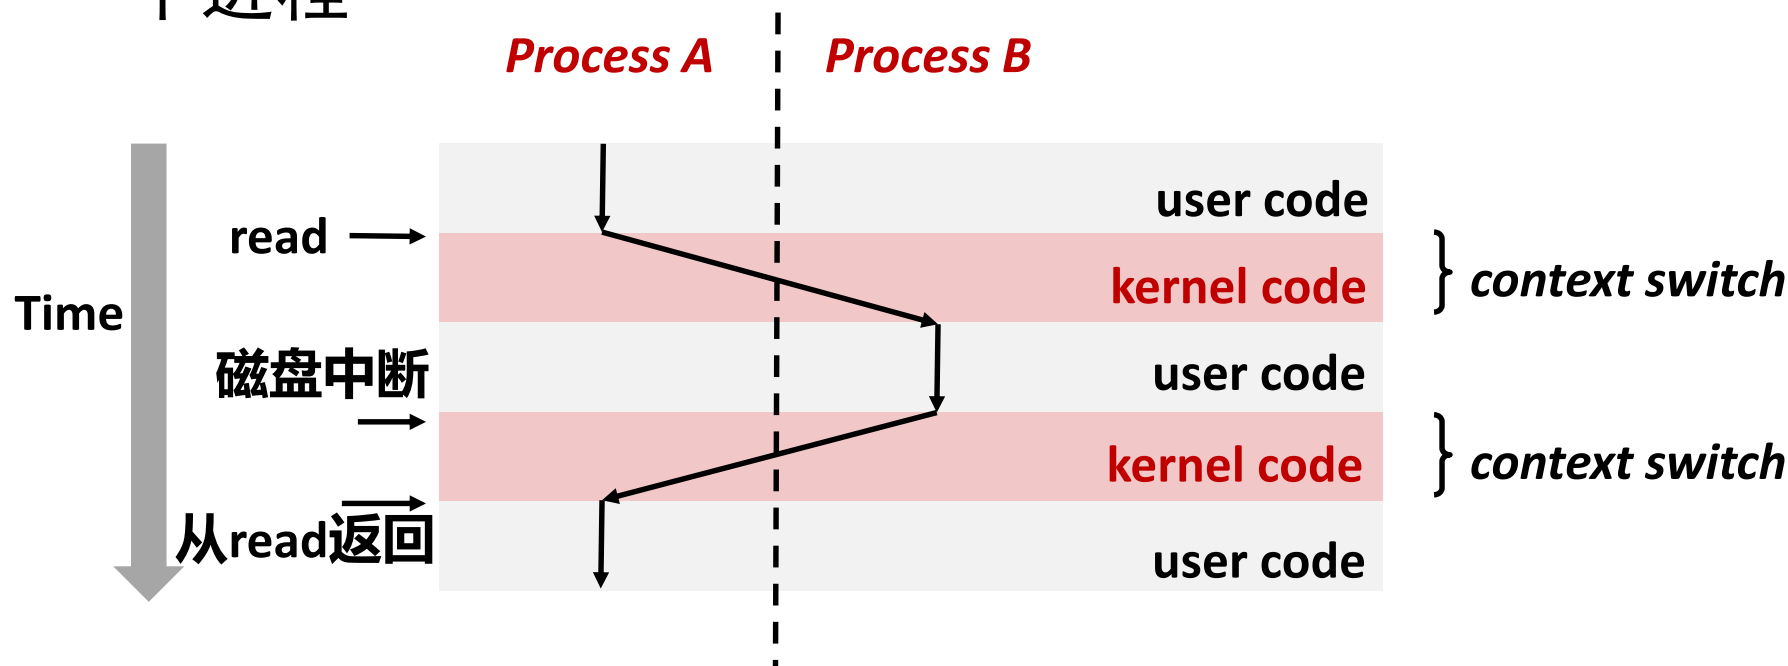 Process A Process B
user code
read
kernel code
context switch
Time
磁盘中断
user code
kernel code
context switch
从read返回
user code